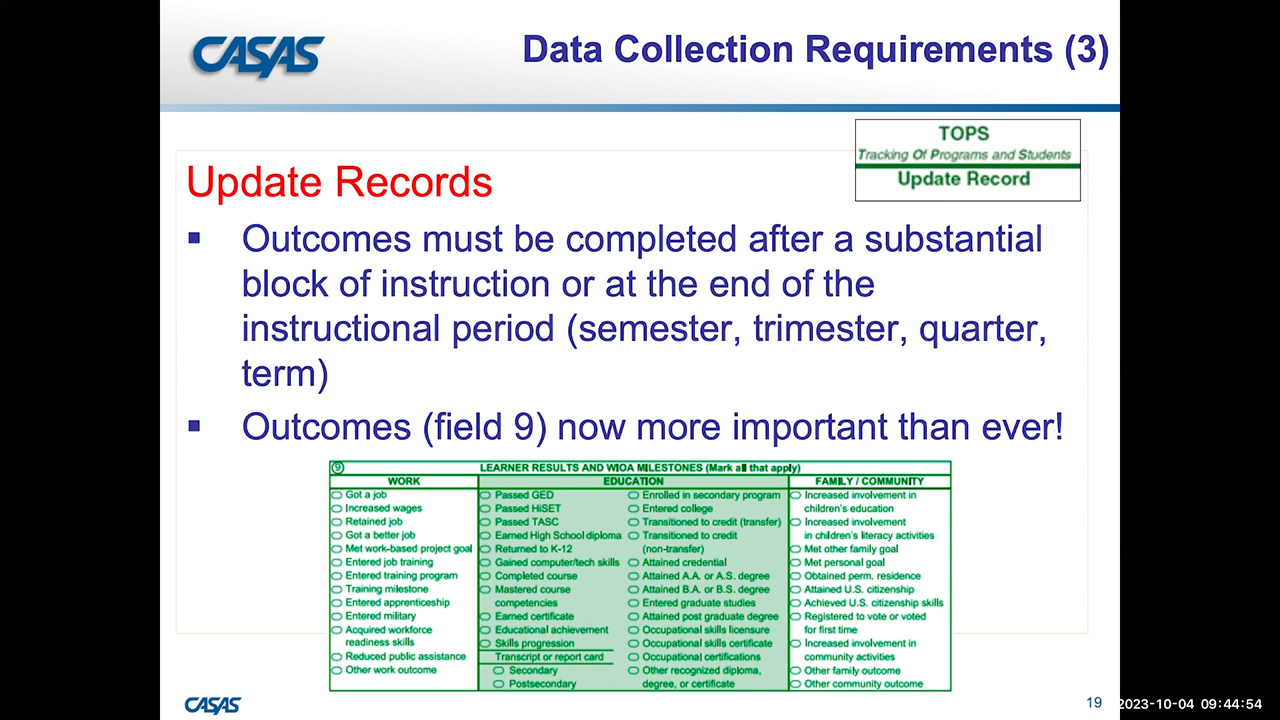 CASAS
Data Collection Requirements (3)
TOPS
Tracking Of Programs and Students
Update Record
Update Records
▪ Outcomes must be completed after a substantial
block of instruction or at the end of the
instructional period (semester, trimester, quarter,
term)
▪ Outcomes (field 9) now more important than ever!
9 LEARNER RESULTS AND WIOA MILESTONES (Mark all that apply)
WORK
Got a job
Increased wages
Retained job
Got a better job
Met work-based project goal
Entered job training
Entered training program
Training milestone
Entered apprenticeship
Entered military
Acquired workforce
readiness skills
Reduced public assistance
Other work outcome
EDUCATION
Passed GED
Passed HiSET
Passed TASC
Earned High School diploma
Returned to K-12
Gained computer/tech skills
Completed course
Mastered course
competencies
Earned certificate
Educational achievement
Skills progression
Transcript or report card
Secondary
Postsecondary
Enrolled in secondary program
Entered college
Transitioned to credit (transfer)
Transitioned to credit
(non-transfer)
Attained credential
Attained A.A. or A.S. degree
Attained B.A. or B.S. degree
Entered graduate studies
Attained post graduate degree
Occupational skills licensure
Occupational skills certificate
Occupational certifications
Other recognized diploma,
degree, or certificate
FAMILY / COMMUNITY
Increased involvement in
children's education
Increased involvement
in children's literacy activities
Met other family goal
Met personal goal
Obtained perm. residence
Attained U.S. citizenship
Achieved U.S. citizenship skills
Registered to vote or voted
for first time
Increased involvement in
community activities
Other family outcome
Other community outcome
CASAS
19
2023-10-04 09:44:54